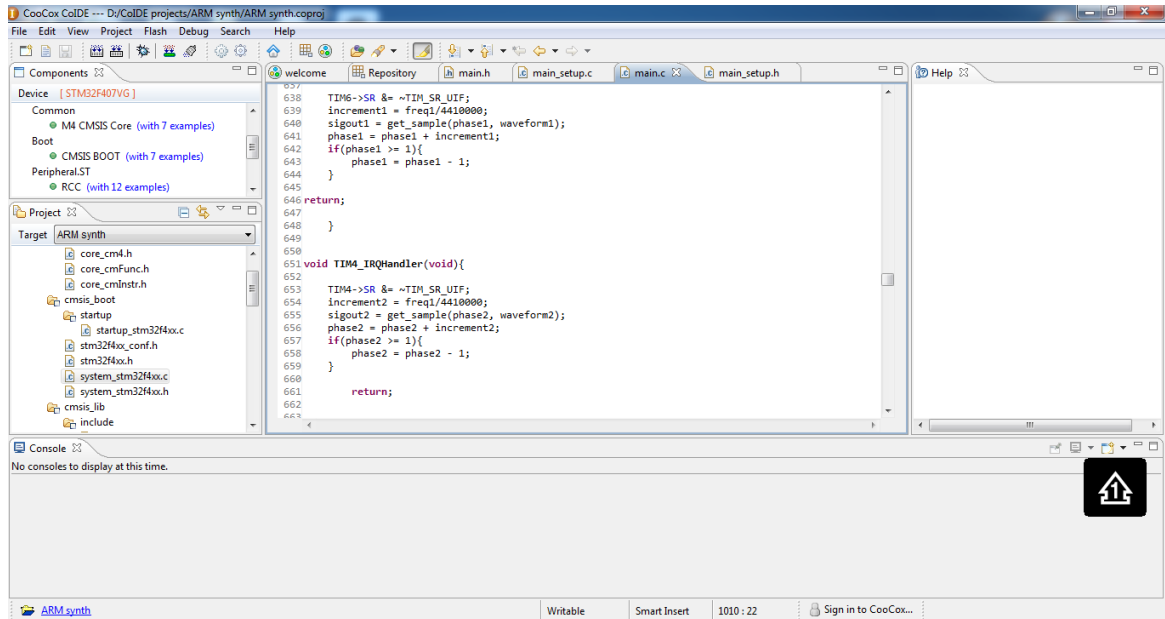 CooCox CoIDE --- D:/CoIDE projects/ARM synth/ARM synth.coproj
File Edit View Project Flash Debug Search Help
Components
Device [ STM32F407VG ]
Common
M4 CMSIS Core (with 7 examples)
Boot
CMSIS BOOT (with 7 examples)
Peripheral.ST
RCC (with 12 examples)
Project
Target ARM synth
core_cm4.h
core_cmFunc.h
core_cmInstr.h
cmsis_boot
startup
startup_stm32f4xx.c
stm32f4xx_conf.h
stm32f4xx.h
system_stm32f4xx.c
system_stm32f4xx.h
cmsis_lib
include
welcome Repository main.h main_setup.c main.c main_setup.h
637
638 TIM6->SR &= ~TIM_SR_UIF;
639 increment1 = freq1/4410000;
640 sigout1 = get_sample(phase1, waveform1);
641 phase1 = phase1 + increment1;
642 if(phase1 >= 1){
643 phase1 = phase1 - 1;
644 }
645
646 return;
647
648 }
649
650
651 void TIM4_IRQHandler(void){
652
653 TIM4->SR &= ~TIM_SR_UIF;
654 increment2 = freq1/4410000;
655 sigout2 = get_sample(phase2, waveform2);
656 phase2 = phase2 + increment2;
657 if(phase2 >= 1){
658 phase2 = phase2 - 1;
659 }
660
661 return;
662
663
Help
Console
No consoles to display at this time.
1
ARM synth Writable Smart Insert 1010 : 22 Sign in to CooCox...